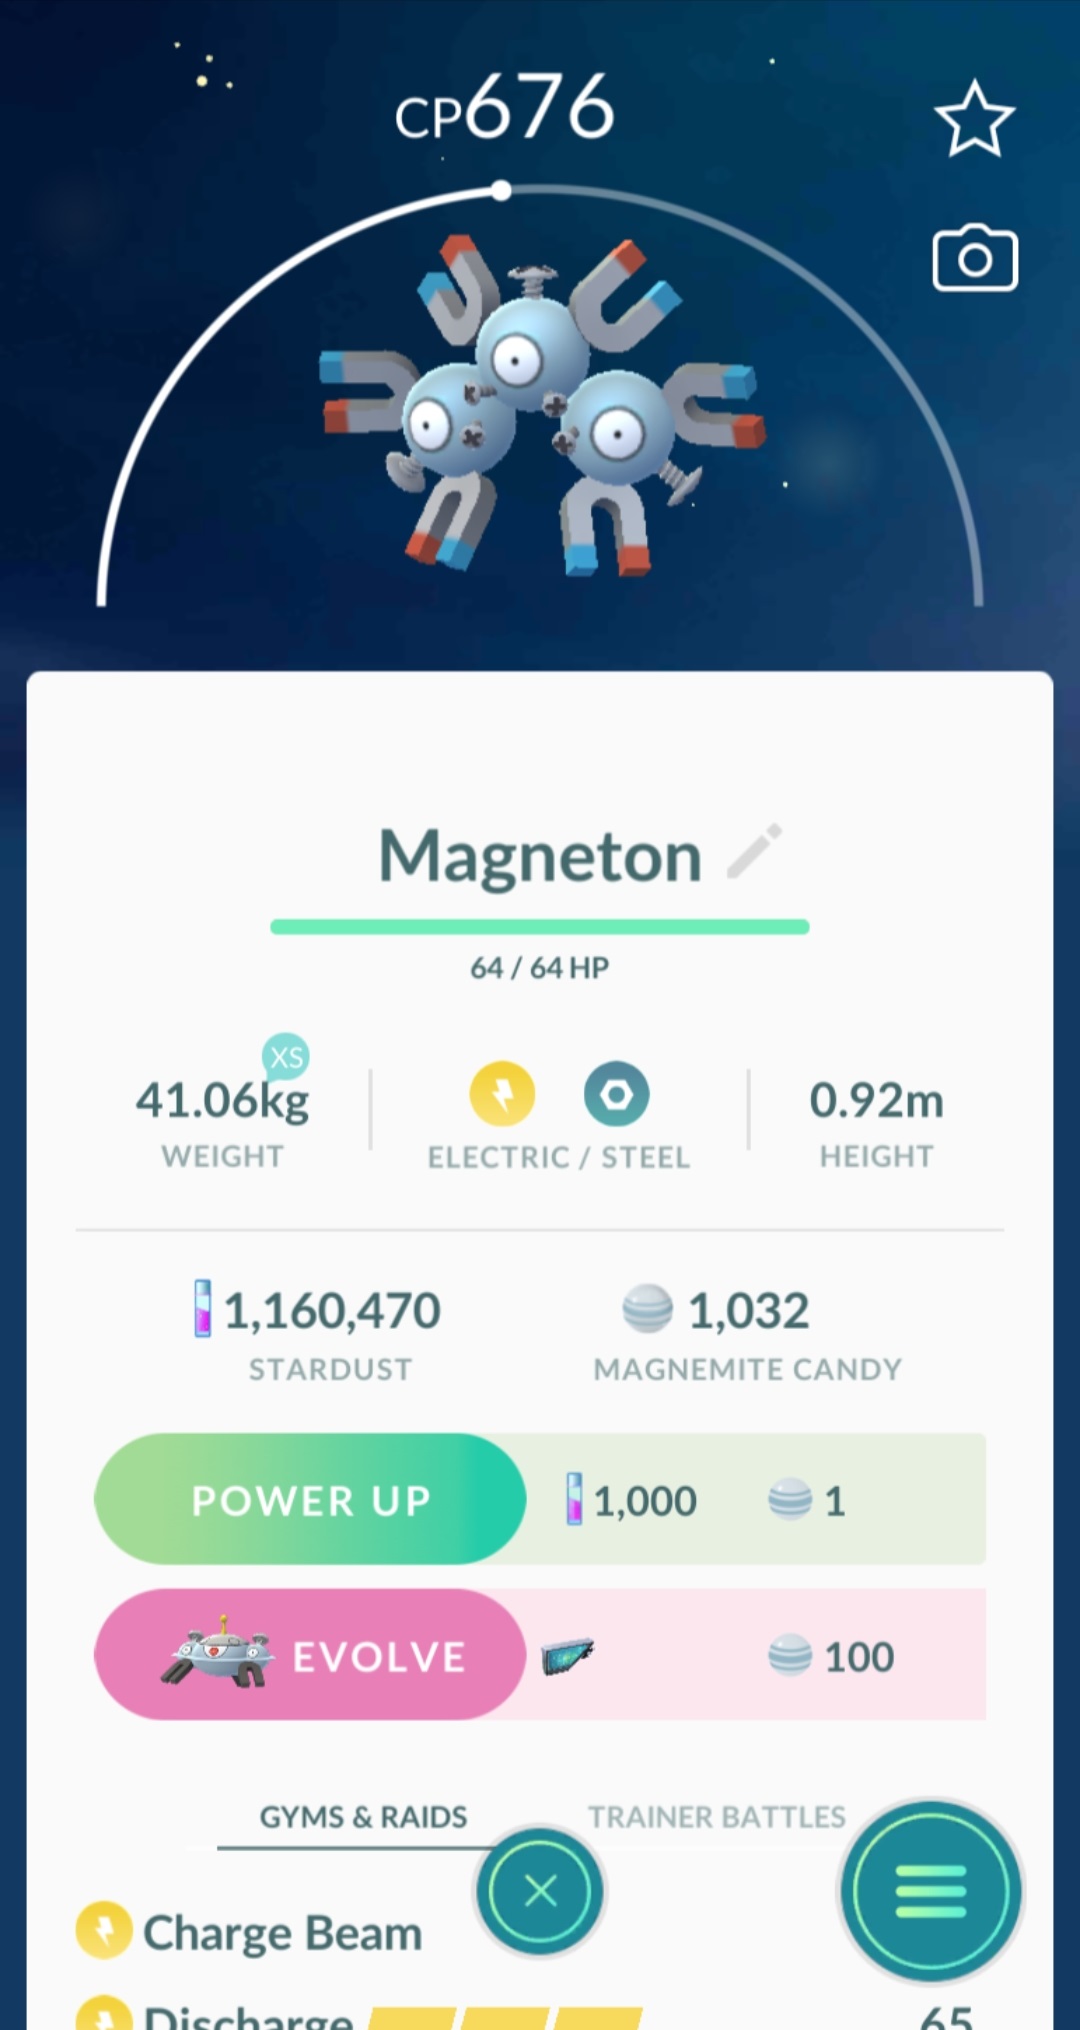 CP676
Magneton
64 / 64 HP
XS
41.06kg
WEIGHT
ELECTRIC / STEEL
0.92m
HEIGHT
1,160,470
STARDUST
1,032
MAGNEMITE CANDY
POWER UP 1,000 1
EVOLVE 100
GYMS & RAIDS TRAINER BATTLES
Charge Beam
Discharge 65